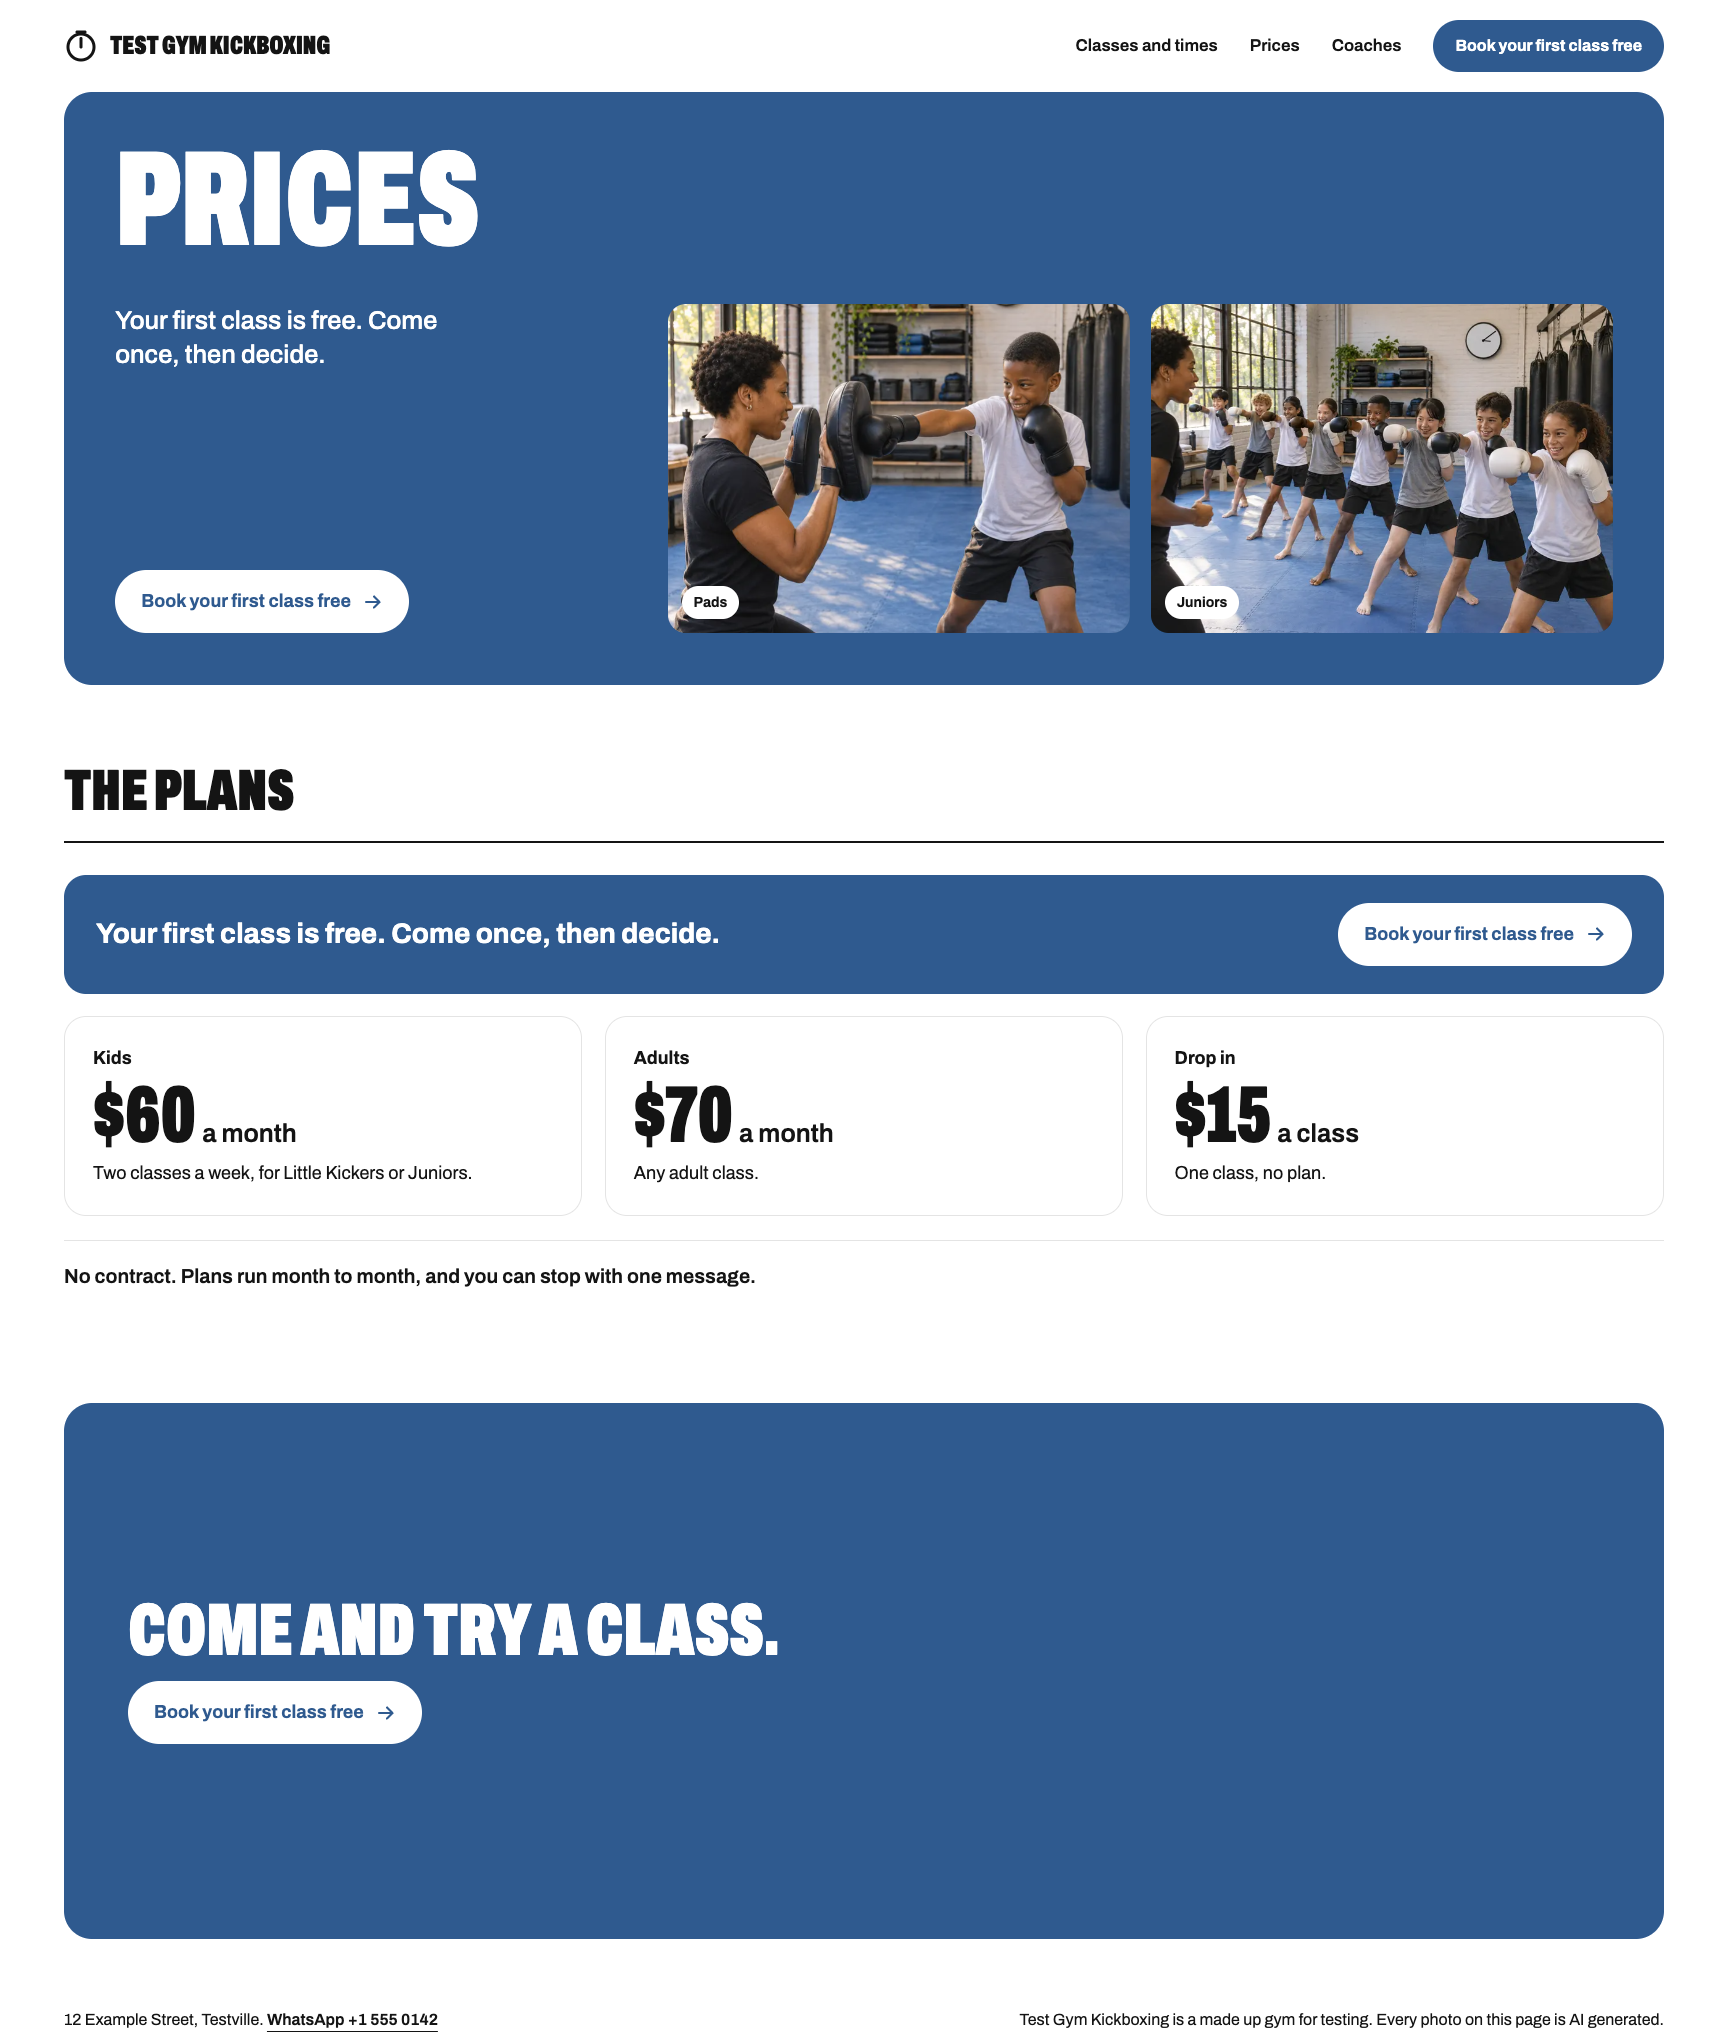 TEST GYM KICKBOXING
Classes and times
Prices
Coaches
Book your first class free
PRICES
Your first class is free. Come
once, then decide.
Book your first class free
Pads
Juniors
THE PLANS
Your first class is free. Come once, then decide.
Book your first class free
Kids
$60 a month
Two classes a week, for Little Kickers or Juniors.
Adults
$70 a month
Any adult class.
Drop in
$15 a class
One class, no plan.
No contract. Plans run month to month, and you can stop with one message.
COME AND TRY A CLASS.
Book your first class free
12 Example Street, Testville. WhatsApp +1 555 0142
Test Gym Kickboxing is a made up gym for testing. Every photo on this page is AI generated.